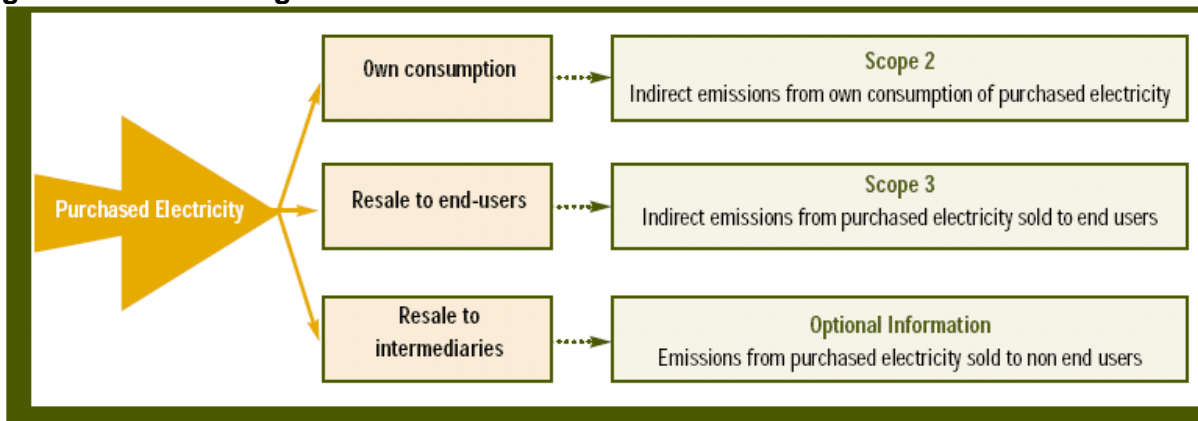 Purchased Electricity
Own consumption
Scope 2
Indirect emissions from own consumption of purchased electricity
Resale to end-users
Scope 3
Indirect emissions from purchased electricity sold to end users
Resale to
intermediaries
Optional Information
Emissions from purchased electricity sold to non end users